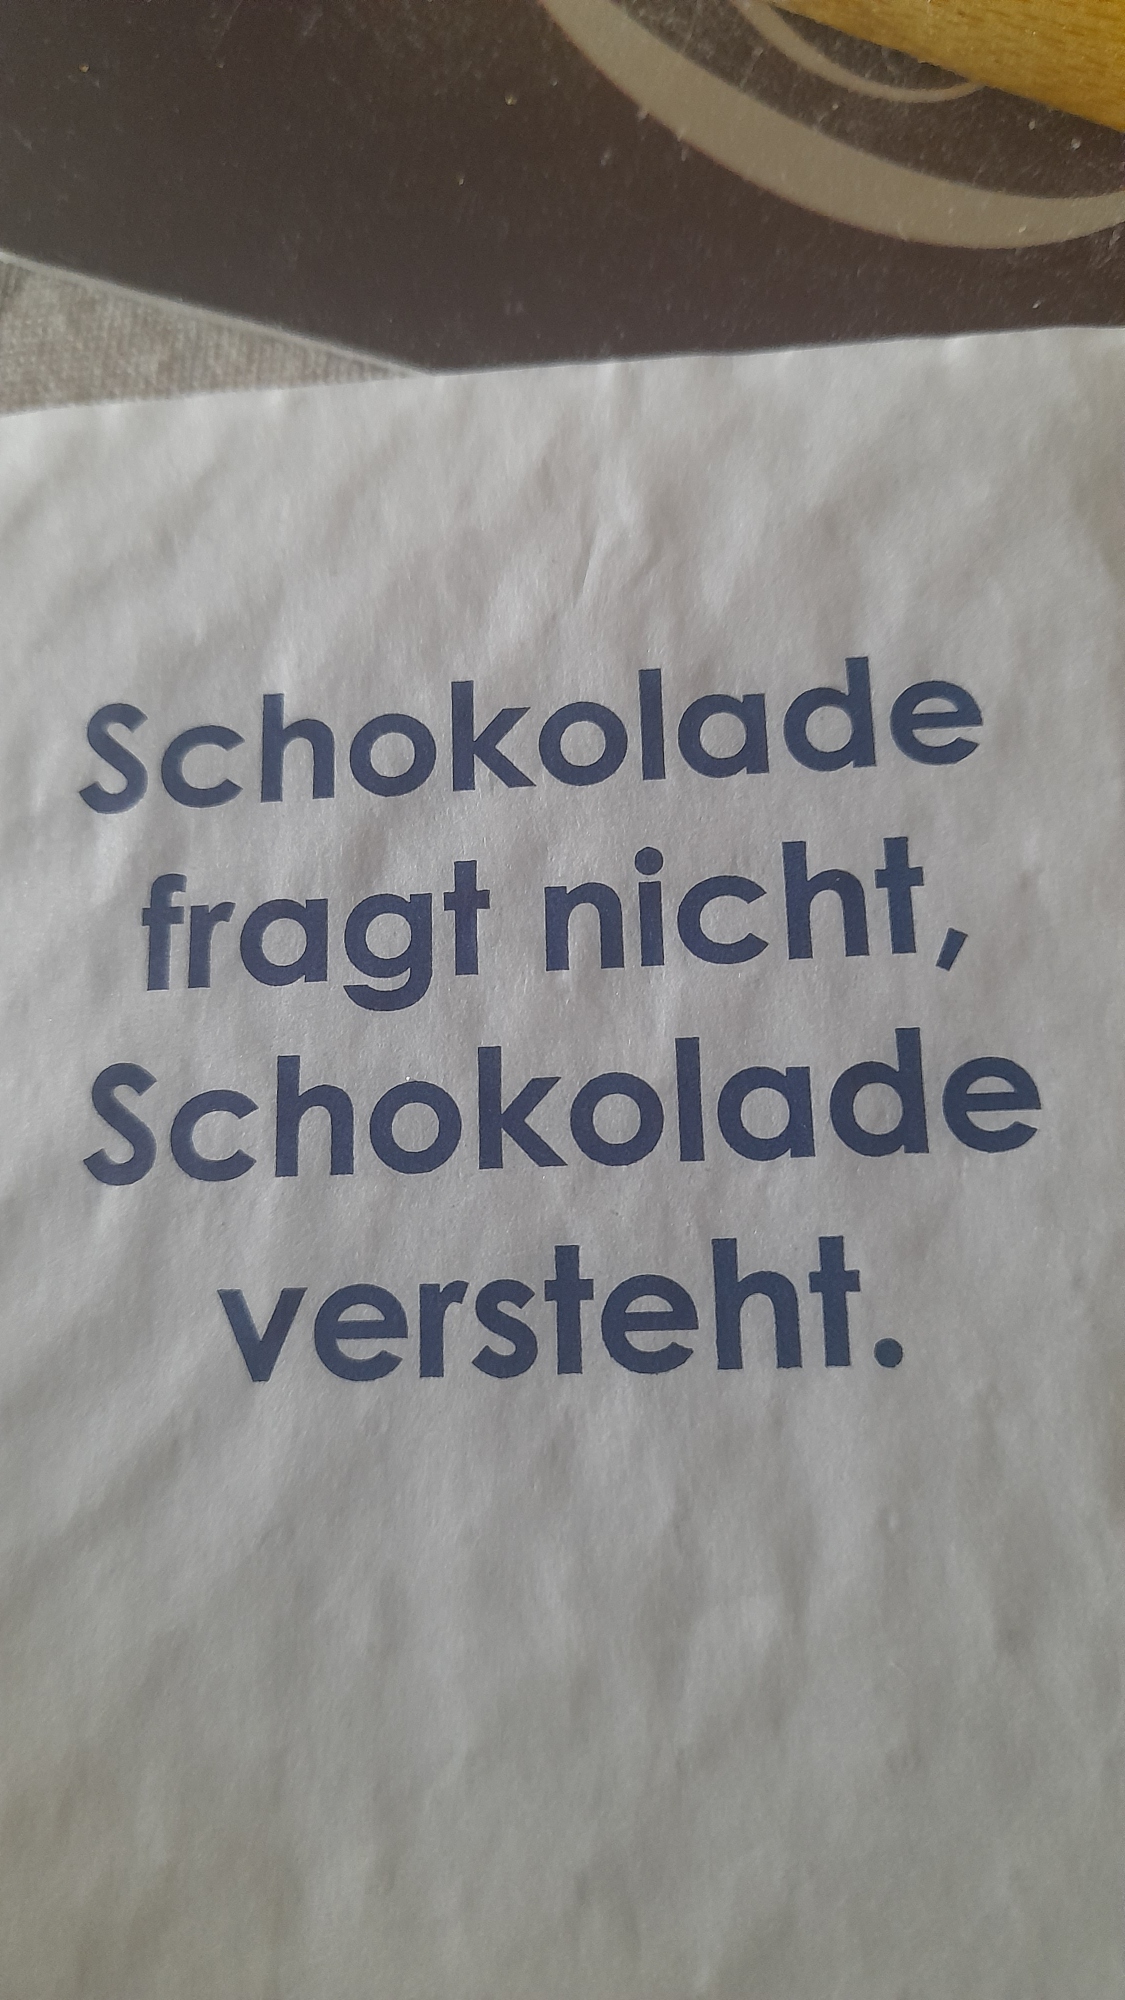 Schokolade
fragt nicht,
Schokolade
versteht.